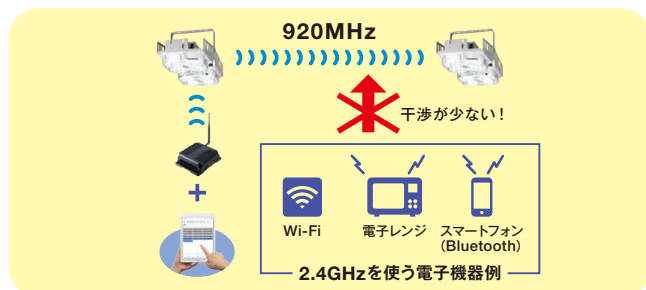 920MHz
干渉が少ない！
Wi-Fi
電子レンジ
スマートフォン
(Bluetooth)
2.4GHzを使う電子機器例